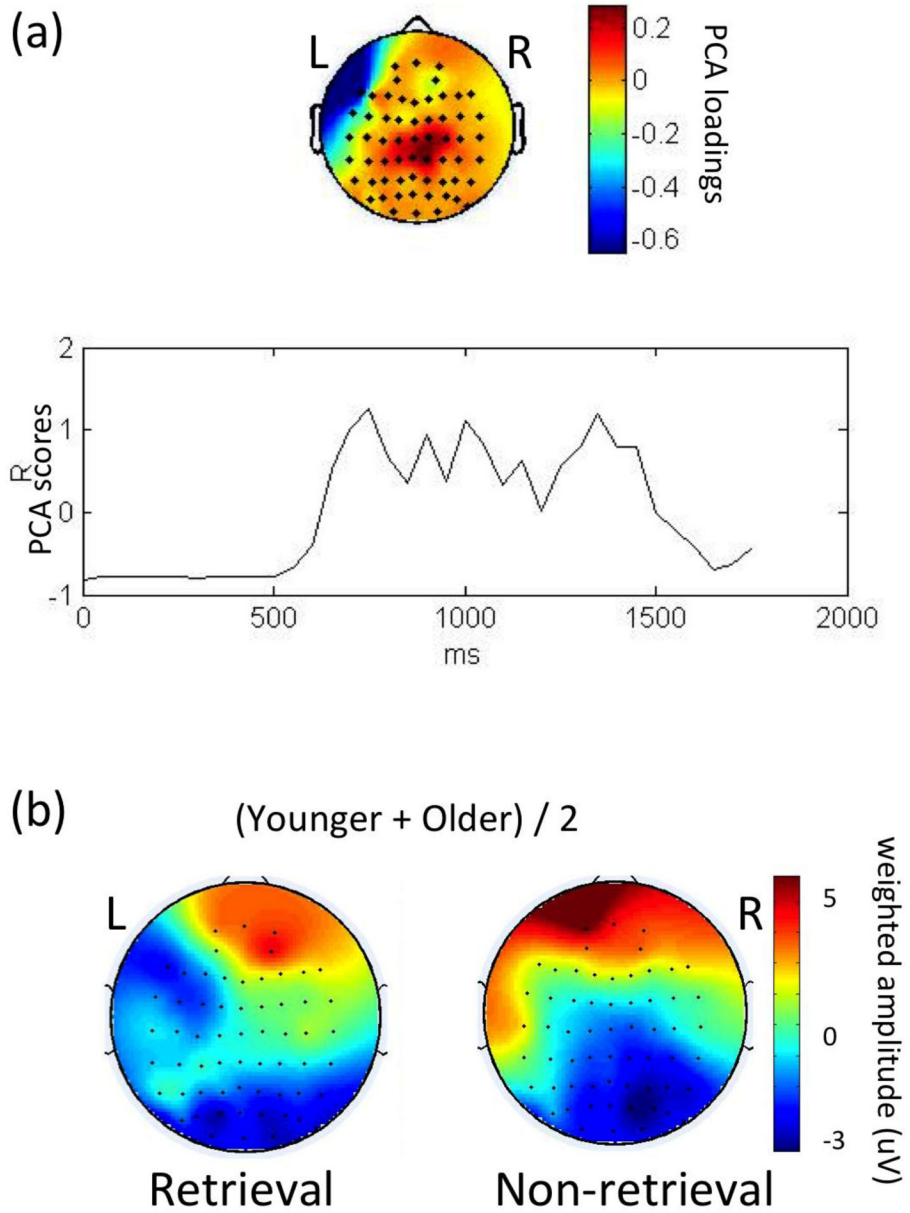 (a)
L
R
0.2
0
-0.2
-0.4
-0.6
PCA loadings
2
1
0
-1
R
PCA scores
0
500
1000
1500
2000
ms
(b)
(Younger + Older) / 2
L
R
5
0
-3
weighted amplitude (uV)
Retrieval
Non-retrieval